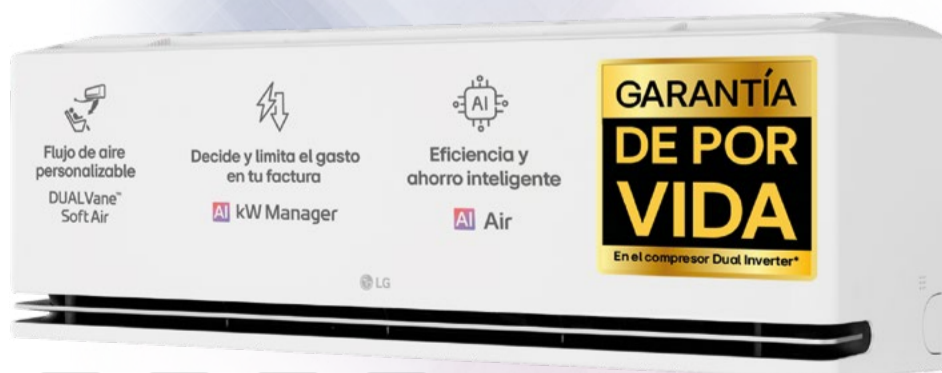 Flujo de aire
personalizable
DUALVane™
Soft Air
Decide y limita el gasto
en tu factura
AI kW Manager
AI
Eficiencia y
ahorro inteligente
AI Air
GARANTÍA
DE POR
VIDA
En el compresor Dual Inverter*
LG